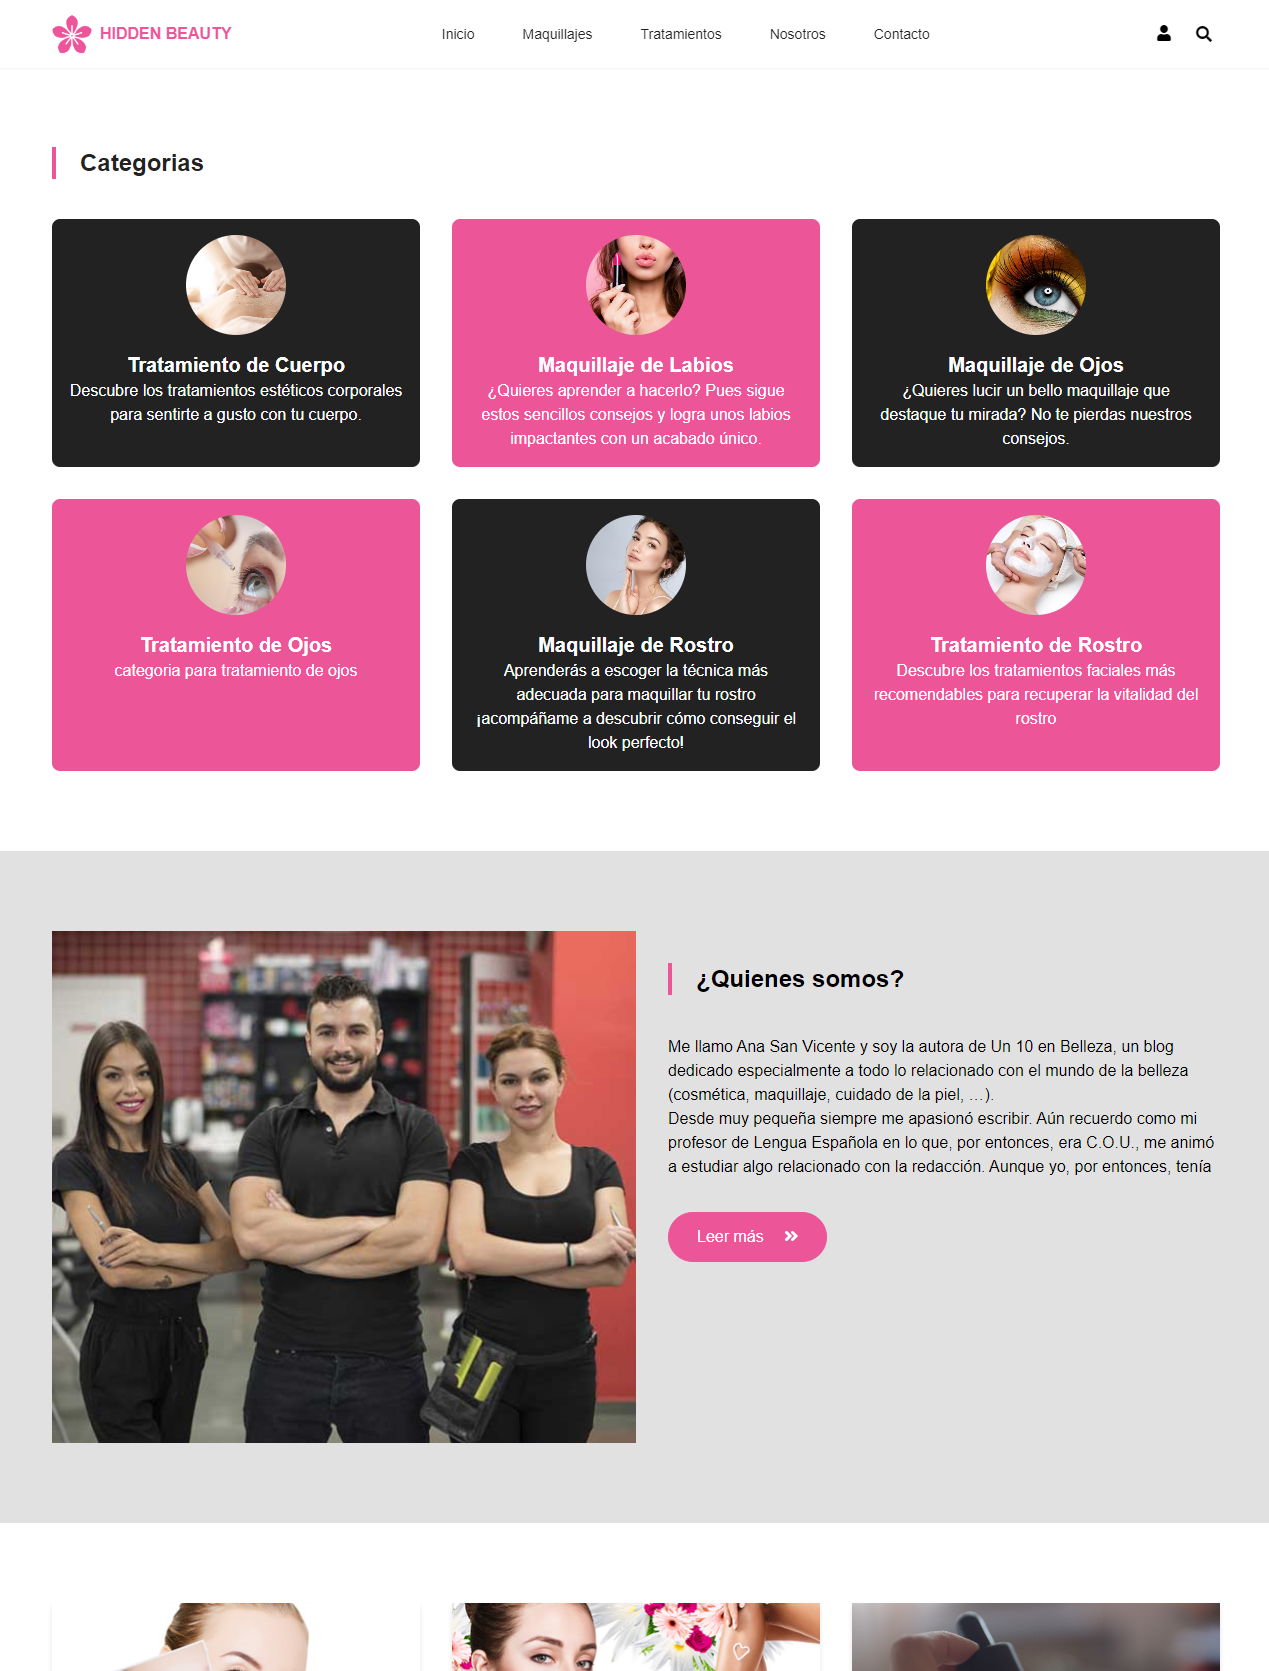 HIDDEN BEAUTY
Inicio
Maquillajes
Tratamientos
Nosotros
Contacto
Categorias
Tratamiento de Cuerpo
Descubre los tratamientos estéticos corporales
para sentirte a gusto con tu cuerpo.
Maquillaje de Labios
¿Quieres aprender a hacerlo? Pues sigue
estos sencillos consejos y logra unos labios
impactantes con un acabado único.
Maquillaje de Ojos
¿Quieres lucir un bello maquillaje que
destaque tu mirada? No te pierdas nuestros
consejos.
Tratamiento de Ojos
categoria para tratamiento de ojos
Maquillaje de Rostro
Aprenderás a escoger la técnica más
adecuada para maquillar tu rostro
¡acompáñame a descubrir cómo conseguir el
look perfecto!
Tratamiento de Rostro
Descubre los tratamientos faciales más
recomendables para recuperar la vitalidad del
rostro
¿Quienes somos?
Me llamo Ana San Vicente y soy la autora de Un 10 en Belleza, un blog
dedicado especialmente a todo lo relacionado con el mundo de la belleza
(cosmética, maquillaje, cuidado de la piel, …).
Desde muy pequeña siempre me apasionó escribir. Aún recuerdo como mi
profesor de Lengua Española en lo que, por entonces, era C.O.U., me animó
a estudiar algo relacionado con la redacción. Aunque yo, por entonces, tenía
Leer más